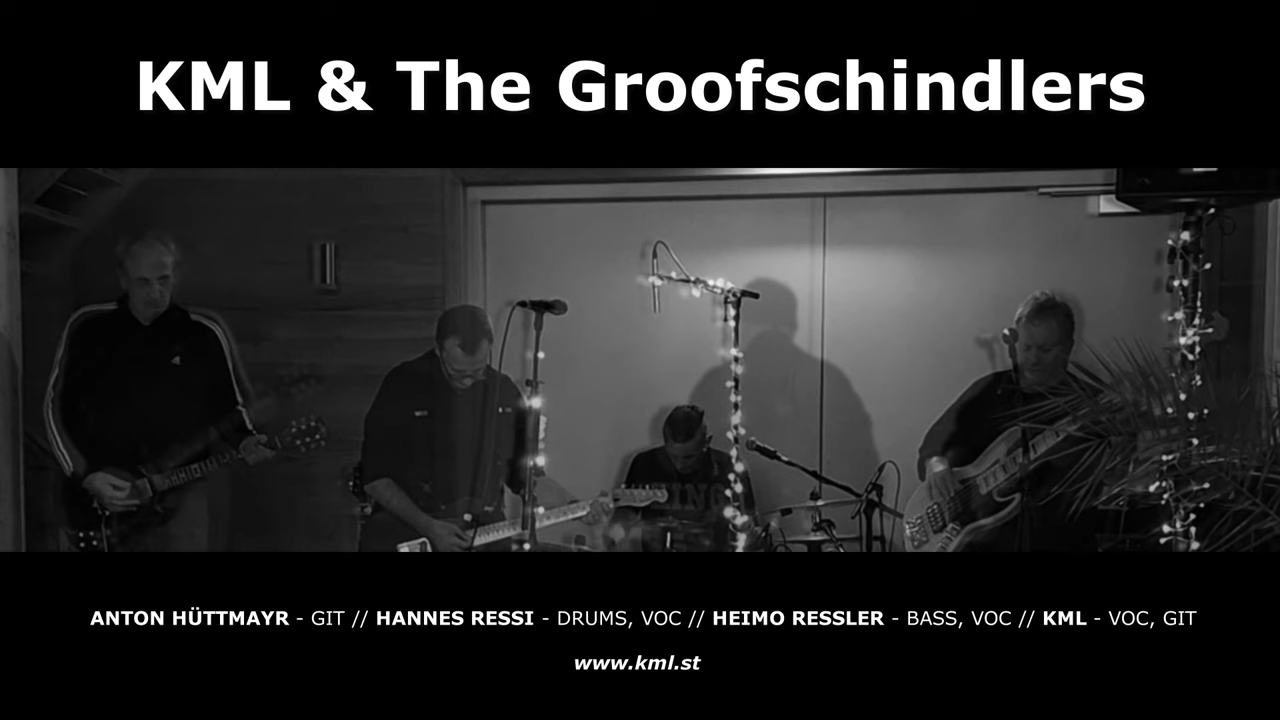 KML & The Groofschindlers
ANTON HÜTTMAYR - GIT // HANNES RESSI - DRUMS, VOC // HEIMO RESSLER - BASS, VOC // KML - VOC, GIT
www.kml.st